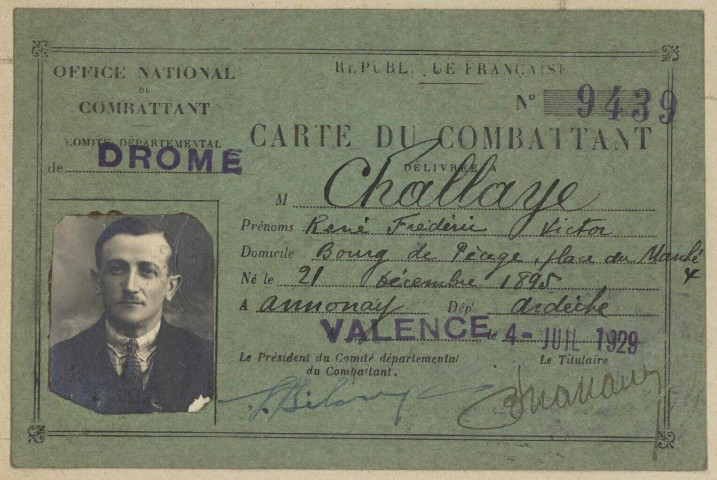 OFFICE NATIONAL
DU
COMBATTANT
COMITÉ DÉPARTEMENTAL
de DROME
RÉPUBLIQUE FRANÇAISE
N° 9439
CARTE DU COMBATTANT
DÉLIVRÉE A
M Challaye
Prénoms René Frédéric Victor
Domicile Bourg de Péage, place du Marché
Né le 21 décembre 1895
A annonay Dépt ardèche
VALENCE le 4 - JUIL 1929
Le Président du Comité départemental
du Combattant,
Le Titulaire